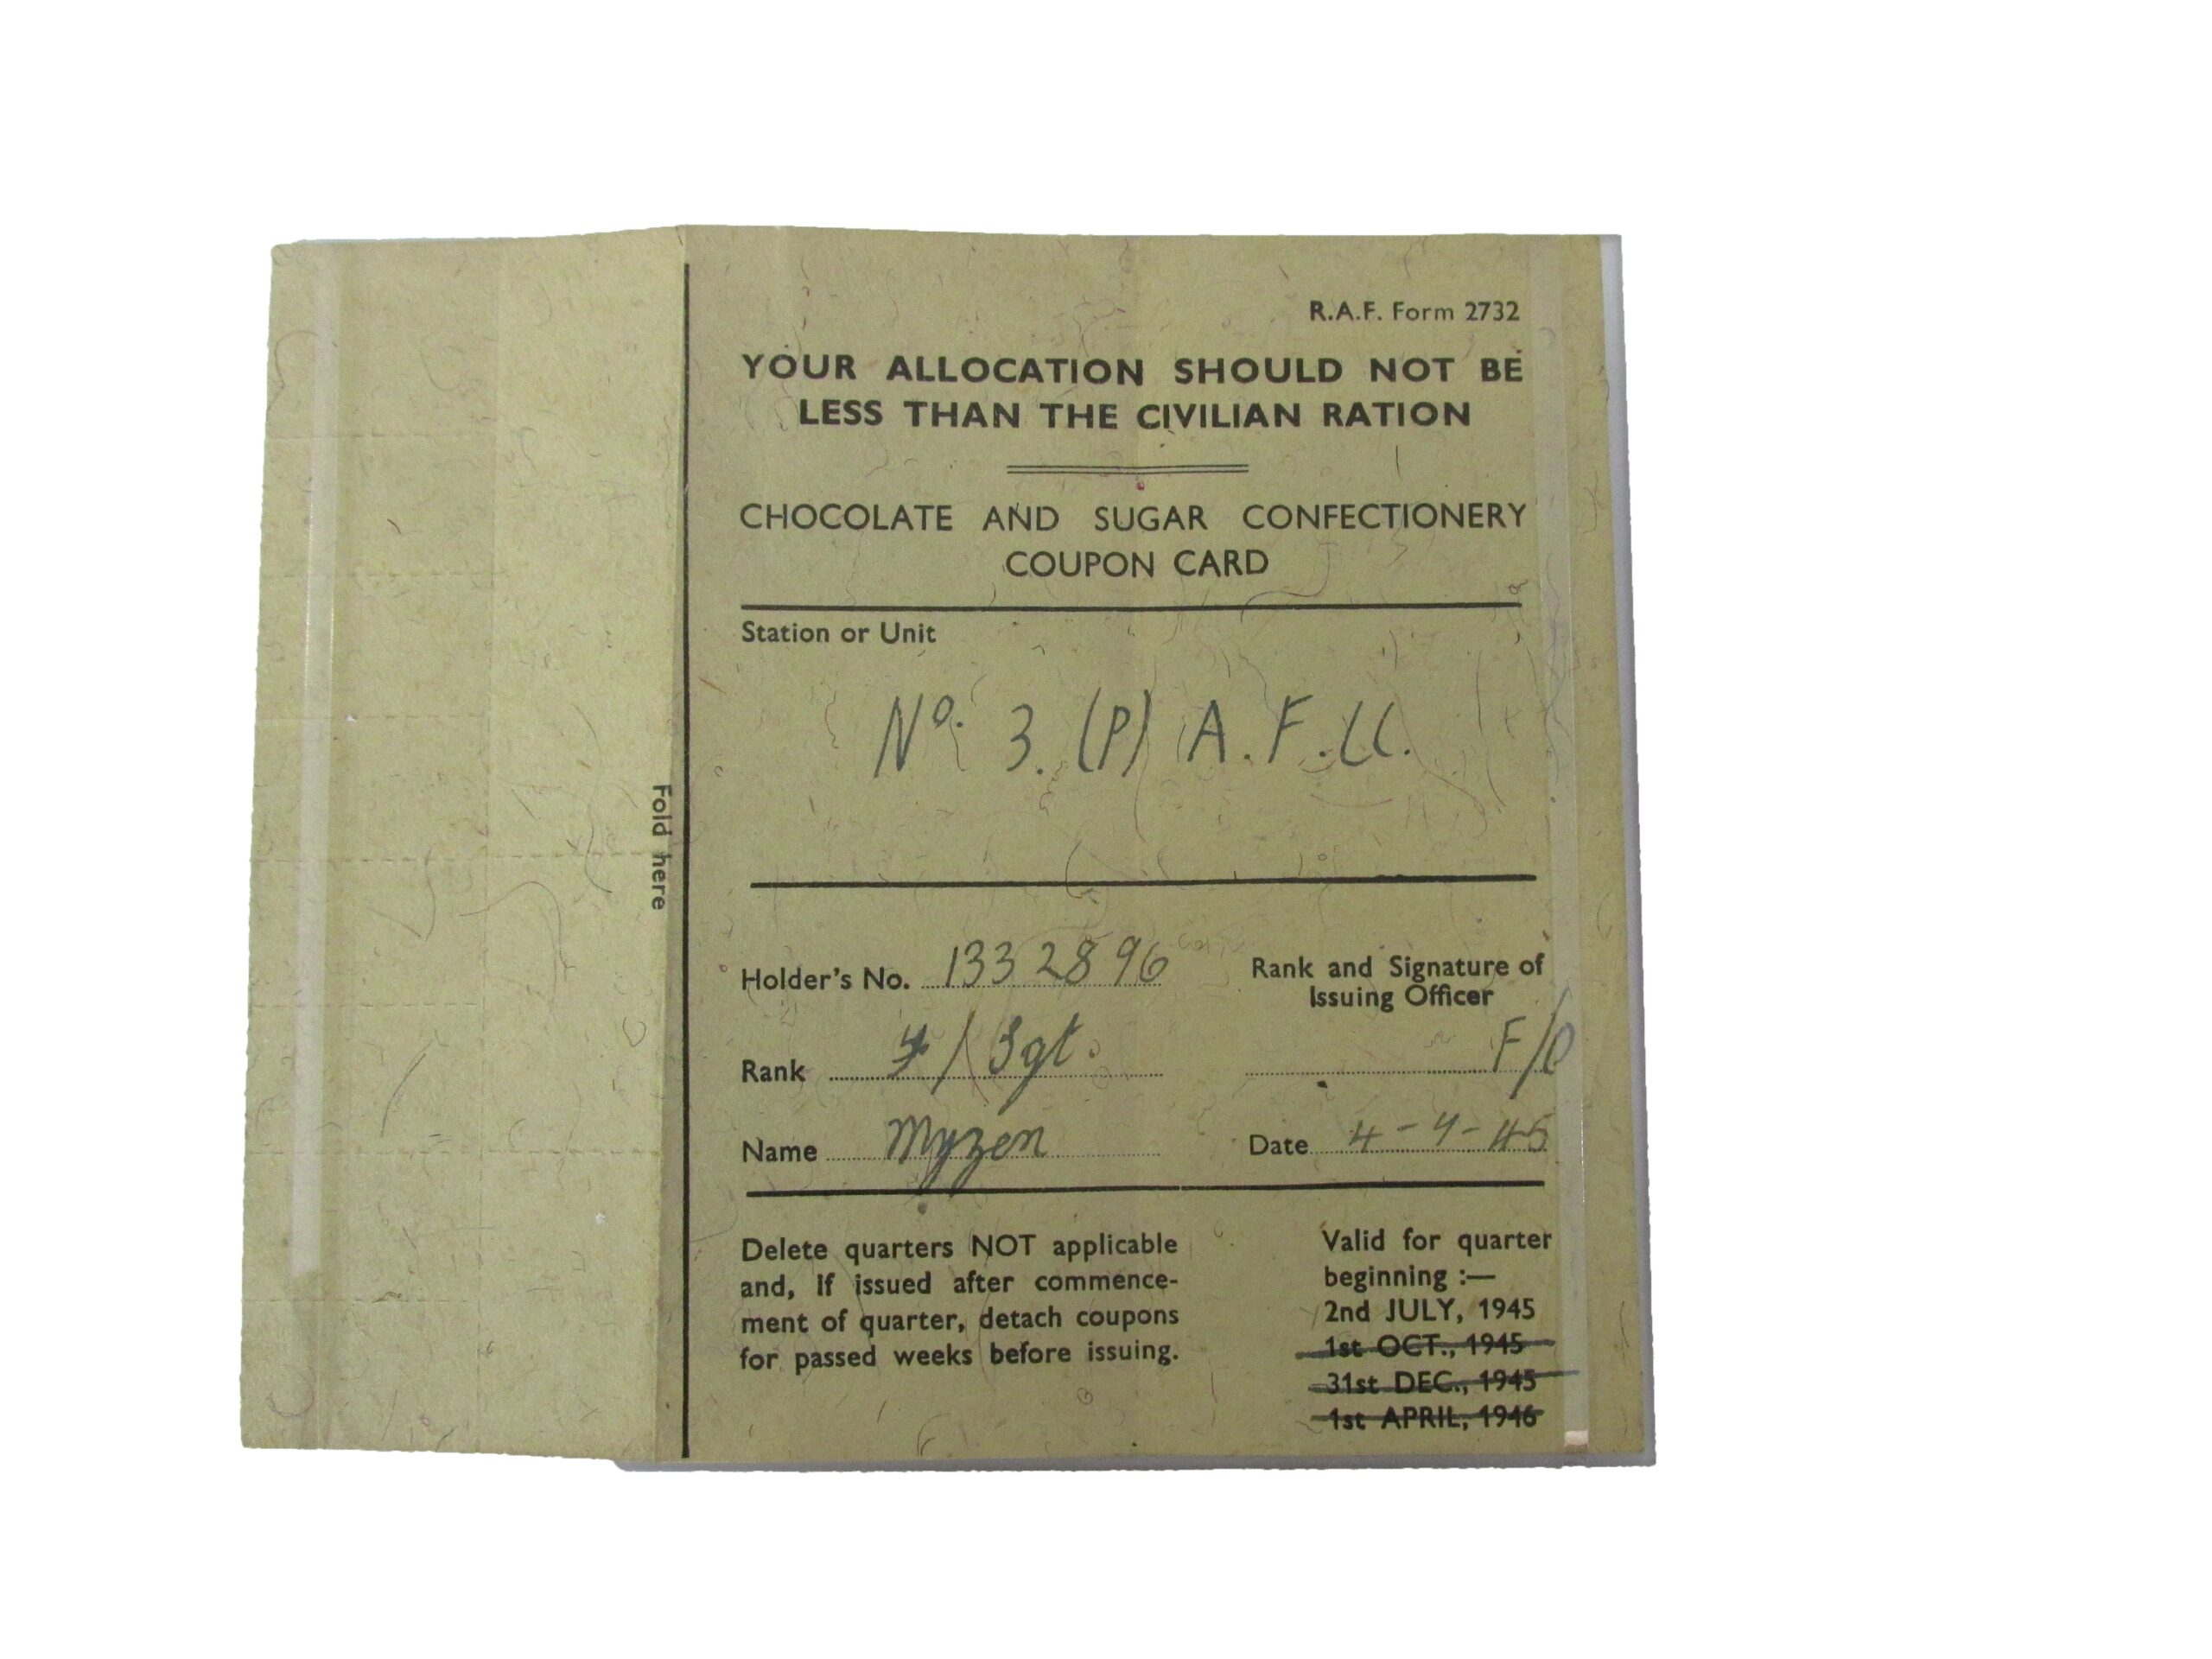 R.A.F. Form 2732
YOUR ALLOCATION SHOULD NOT BE
LESS THAN THE CIVILIAN RATION
CHOCOLATE AND SUGAR CONFECTIONERY
COUPON CARD
Station or Unit
No. 3. (P) A.F.U.
Fold here
Holder's No. 1332896
Rank and Signature of
Issuing Officer
Rank F/Sgt.
F/O
Name Myzen
Date 4-7-45
Delete quarters NOT applicable
and, if issued after commence-
ment of quarter, detach coupons
for passed weeks before issuing.
Valid for quarter
beginning :—
2nd JULY, 1945
1st OCT., 1945
31st DEC., 1945
1st APRIL, 1946